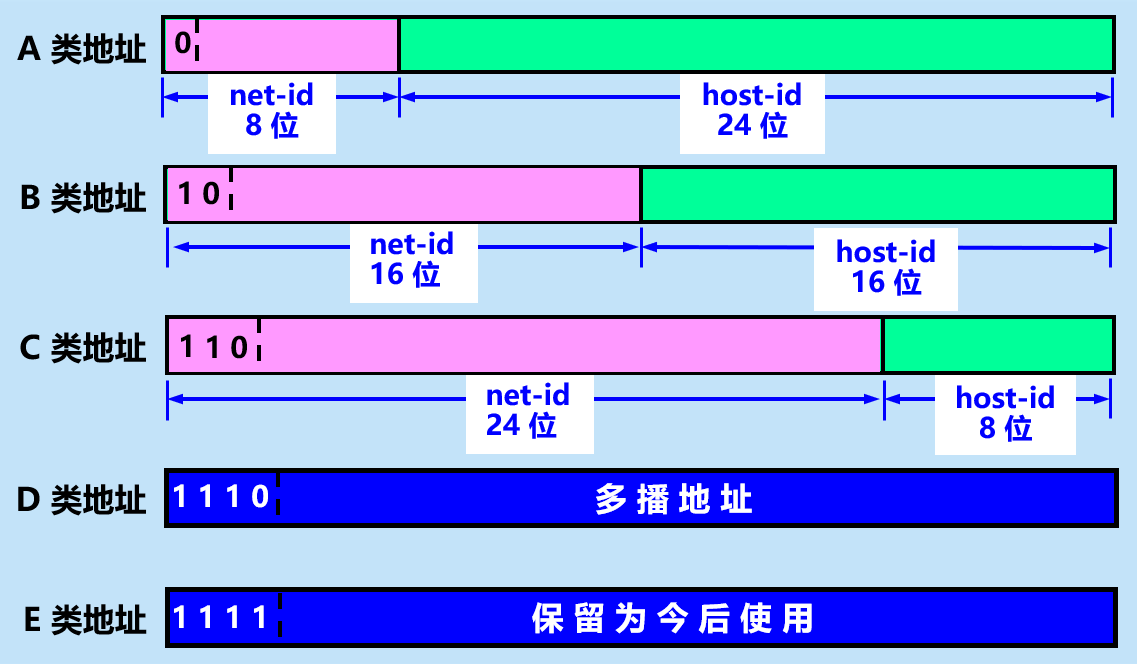 A 类地址
0
net-id
8 位
host-id
24 位
B 类地址
1 0
net-id
16 位
host-id
16 位
C 类地址
1 1 0
net-id
24 位
host-id
8 位
D 类地址
1 1 1 0
多播地址
E 类地址
1 1 1 1
保留为今后使用